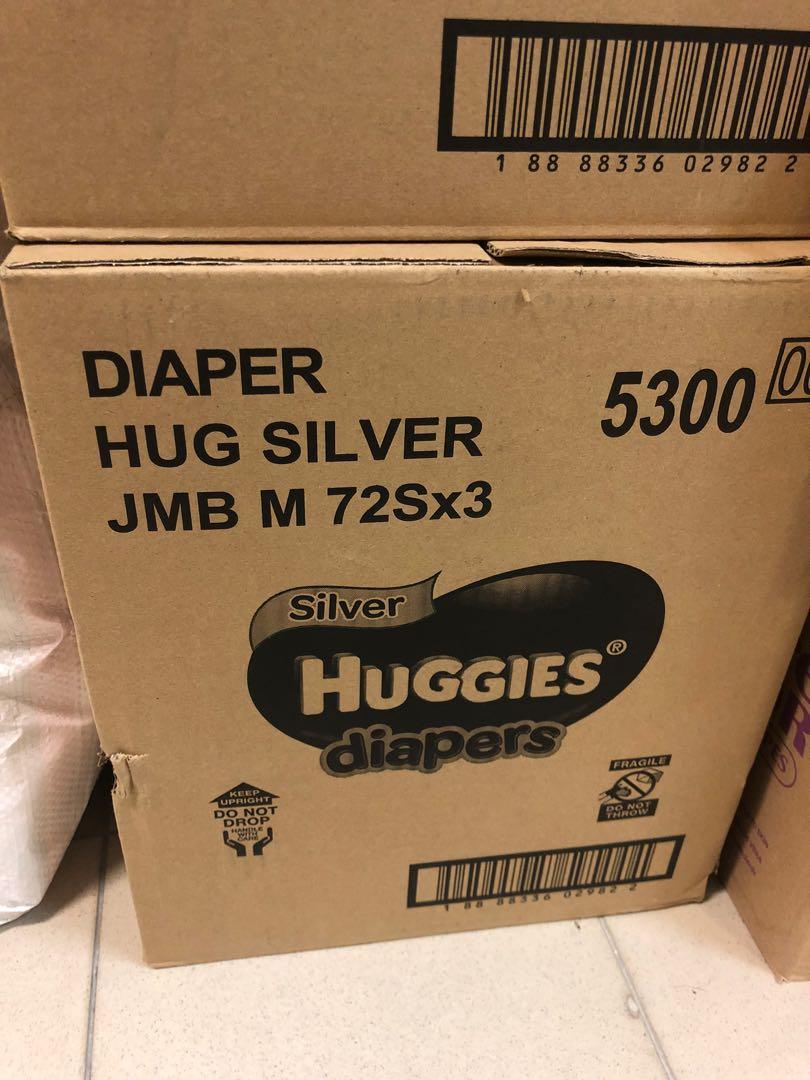 1 88 88336 02982 2
DIAPER
HUG SILVER
JMB M 72Sx3
5300
Silver
HUGGIES®
diapers
KEEP
UPRIGHT
DO NOT
DROP
HANDLE
WITH
CARE
FRAGILE
DO NOT
THROW
1 88 88336 02982 2